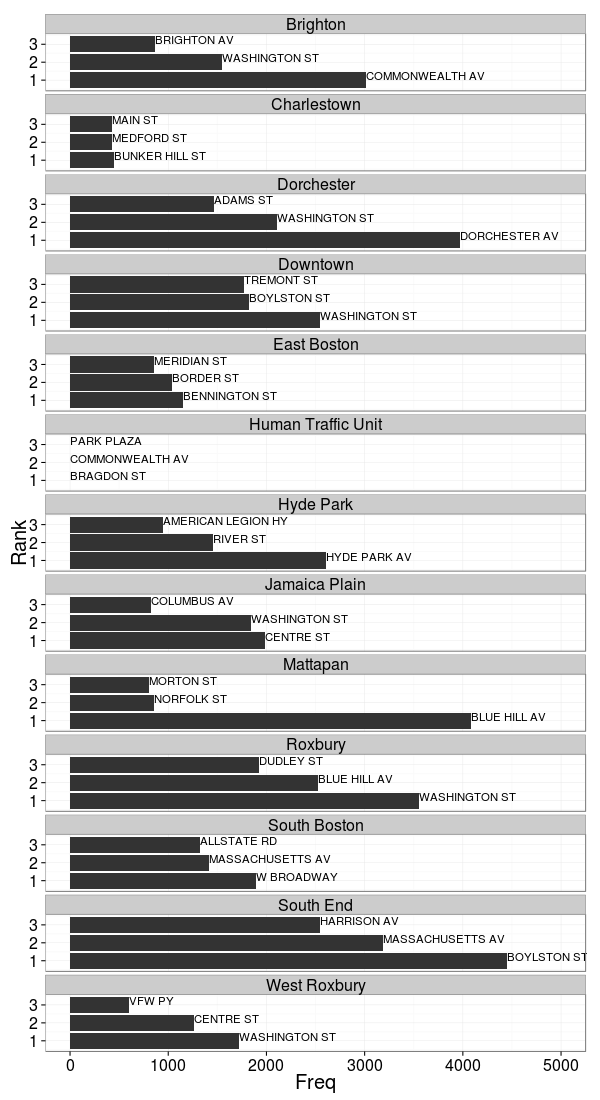 Brighton
3 BRIGHTON AV
2 WASHINGTON ST
1 COMMONWEALTH AV
Charlestown
3 MAIN ST
2 MEDFORD ST
1 BUNKER HILL ST
Dorchester
3 ADAMS ST
2 WASHINGTON ST
1 DORCHESTER AV
Downtown
3 TREMONT ST
2 BOYLSTON ST
1 WASHINGTON ST
East Boston
3 MERIDIAN ST
2 BORDER ST
1 BENNINGTON ST
Human Traffic Unit
3 PARK PLAZA
2 COMMONWEALTH AV
1 BRAGDON ST
Hyde Park
3 AMERICAN LEGION HY
2 RIVER ST
1 HYDE PARK AV
Rank
Jamaica Plain
3 COLUMBUS AV
2 WASHINGTON ST
1 CENTRE ST
Mattapan
3 MORTON ST
2 NORFOLK ST
1 BLUE HILL AV
Roxbury
3 DUDLEY ST
2 BLUE HILL AV
1 WASHINGTON ST
South Boston
3 ALLSTATE RD
2 MASSACHUSETTS AV
1 W BROADWAY
South End
3 HARRISON AV
2 MASSACHUSETTS AV
1 BOYLSTON ST
West Roxbury
3 VFW PY
2 CENTRE ST
1 WASHINGTON ST
0 1000 2000 3000 4000 5000
Freq